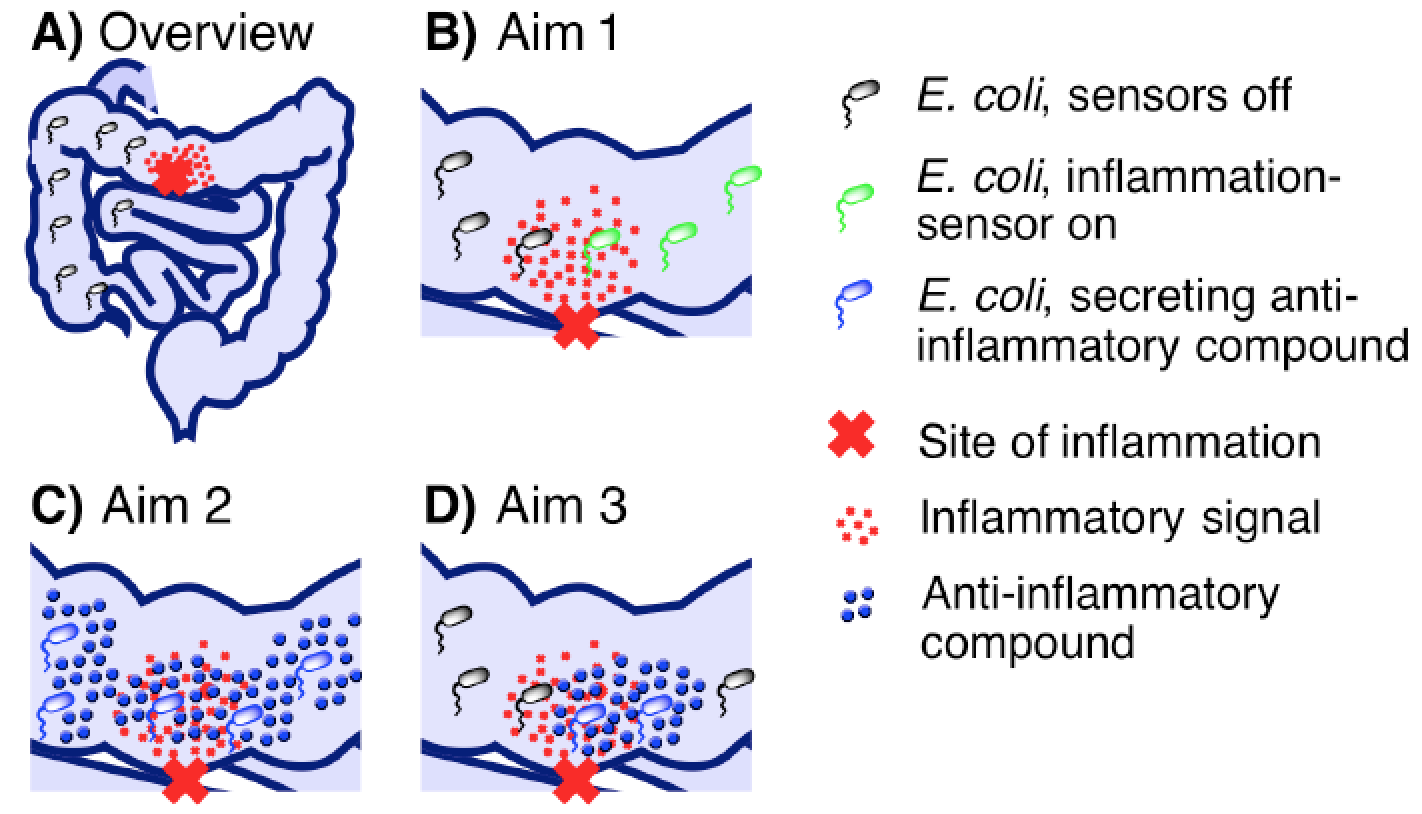 A) Overview
B) Aim 1
E. coli, sensors off
E. coli, inflammation-
sensor on
E. coli, secreting anti-
inflammatory compound
Site of inflammation
Inflammatory signal
Anti-inflammatory
compound
C) Aim 2
D) Aim 3